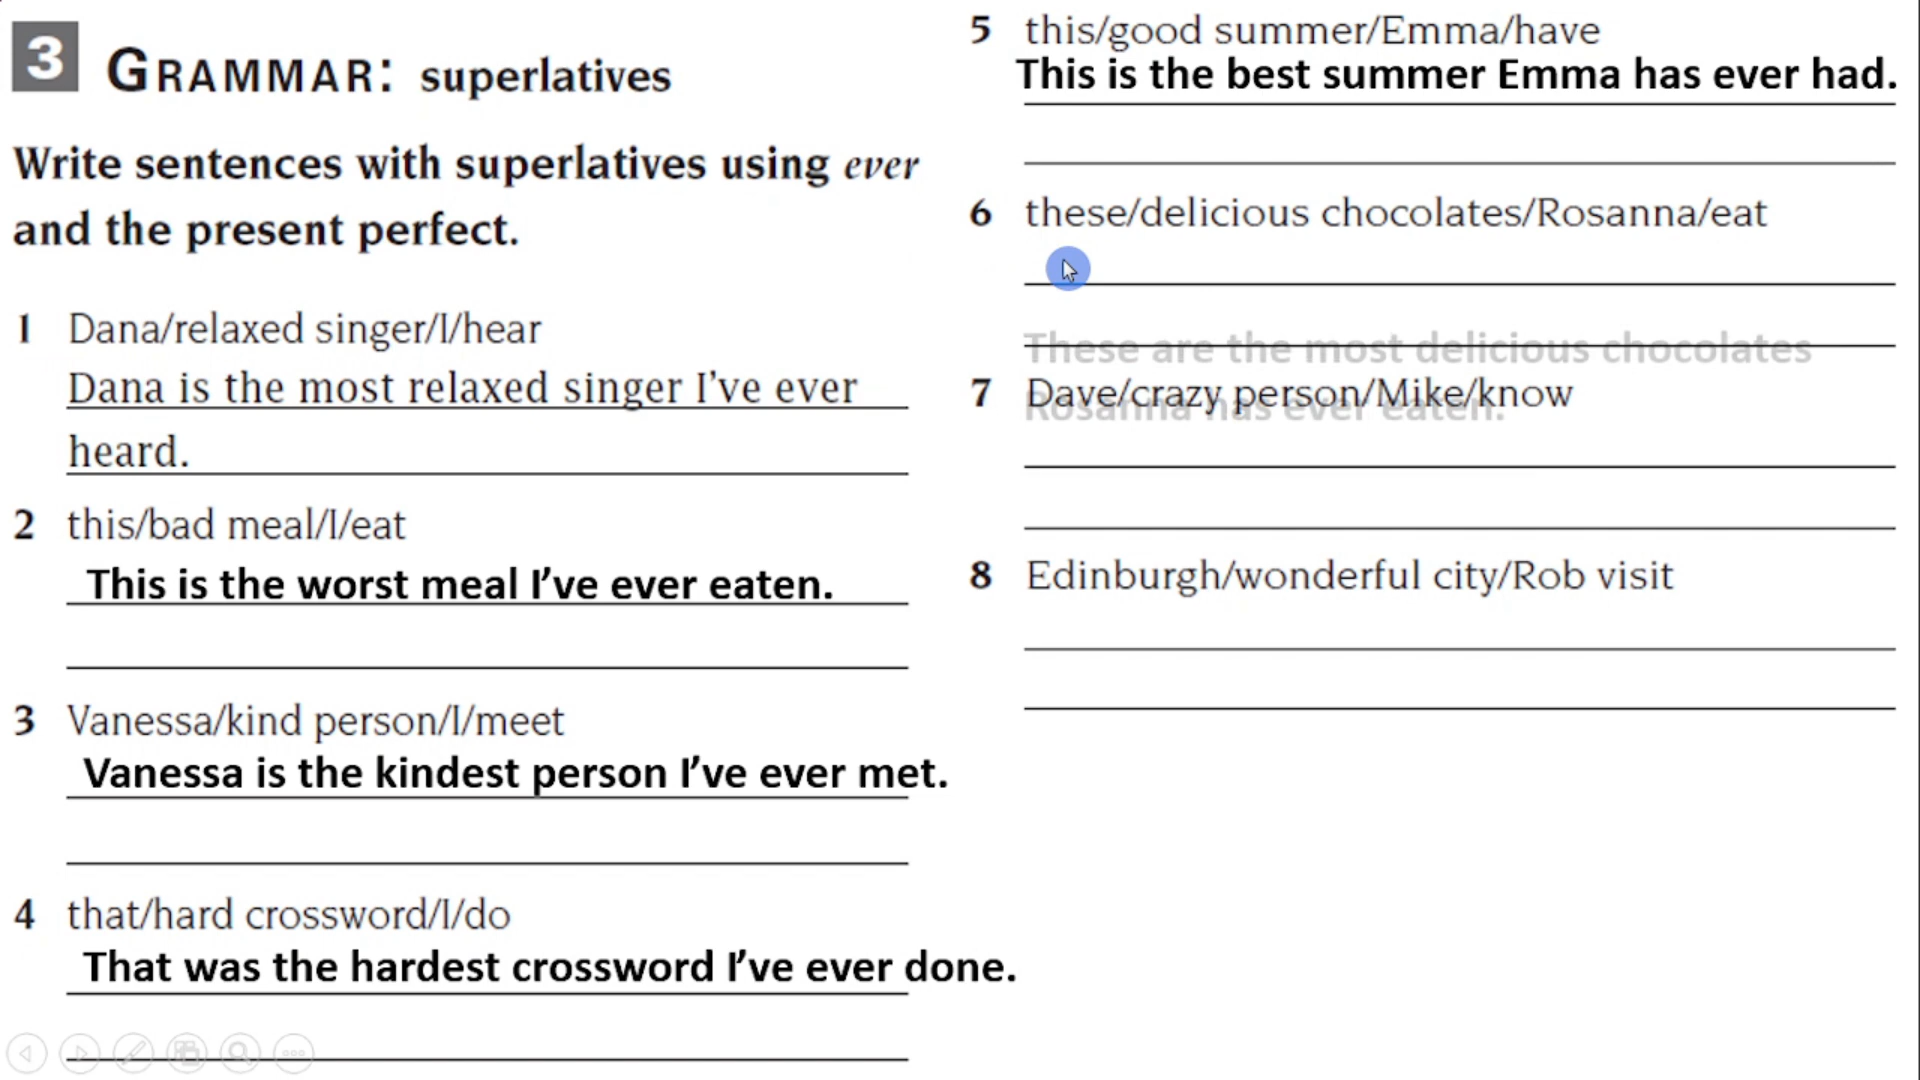 3 GRAMMAR: superlatives
Write sentences with superlatives using ever
and the present perfect.
1 Dana/relaxed singer/I/hear
Dana is the most relaxed singer I've ever
heard.
2 this/bad meal/I/eat
This is the worst meal I've ever eaten.
3 Vanessa/kind person/I/meet
Vanessa is the kindest person I've ever met.
4 that/hard crossword/I/do
That was the hardest crossword I've ever done.
5 this/good summer/Emma/have
This is the best summer Emma has ever had.
6 these/delicious chocolates/Rosanna/eat
These are the most delicious chocolates
Rosanna has ever eaten.
7 Dave/crazy person/Mike/know
8 Edinburgh/wonderful city/Rob visit